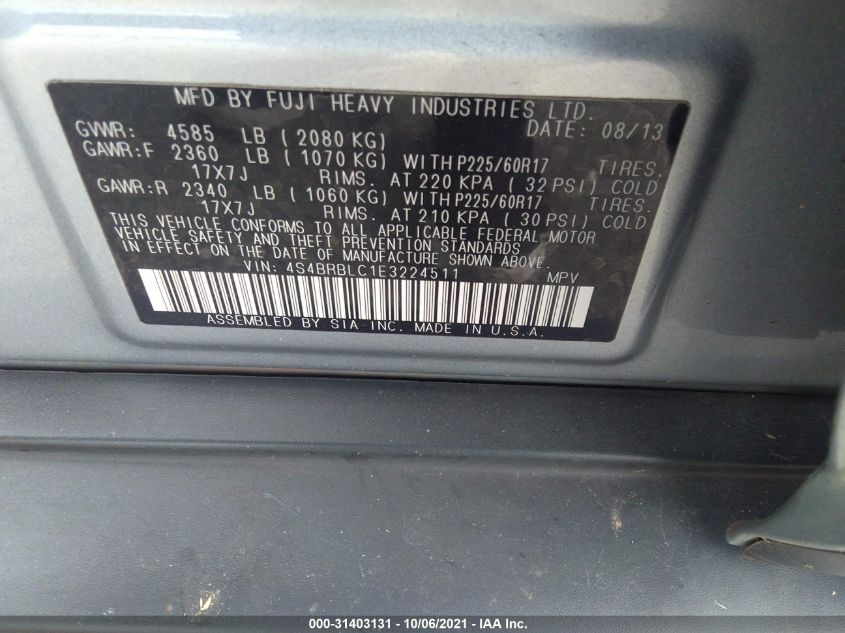 MFD BY FUJI HEAVY INDUSTRIES LTD.
GVWR: 4585 LB ( 2080 KG) DATE: 08/13
GAWR:F 2360 LB ( 1070 KG) WITH P225/60R17 TIRES.
17X7J RIMS. AT 220 KPA ( 32 PSI) COLD
GAWR:R 2340 LB ( 1060 KG) WITH P225/60R17 TIRES.
17X7J RIMS. AT 210 KPA ( 30 PSI) COLD
THIS VEHICLE CONFORMS TO ALL APPLICABLE FEDERAL MOTOR
VEHICLE SAFETY AND THEFT PREVENTION STANDARDS
IN EFFECT ON THE DATE OF MANUFACTURE SHOWN ABOVE.
VIN: 4S4BRBLC1E3224511 MPV
ASSEMBLED BY SIA-INC. MADE IN U.S.A.
000-31403131 - 10/06/2021 - IAA Inc.